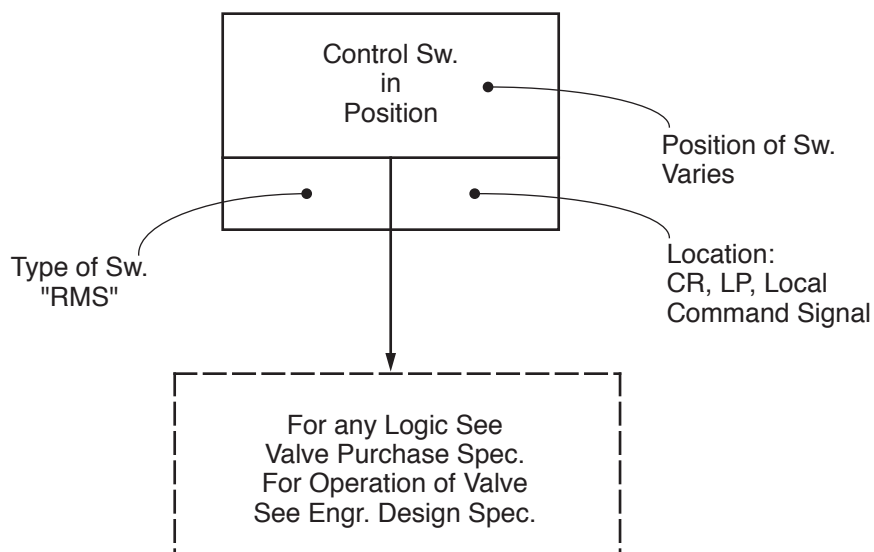 Control Sw.
in
Position
Position of Sw.
Varies
Type of Sw.
"RMS"
Location:
CR, LP, Local
Command Signal
For any Logic See
Valve Purchase Spec.
For Operation of Valve
See Engr. Design Spec.